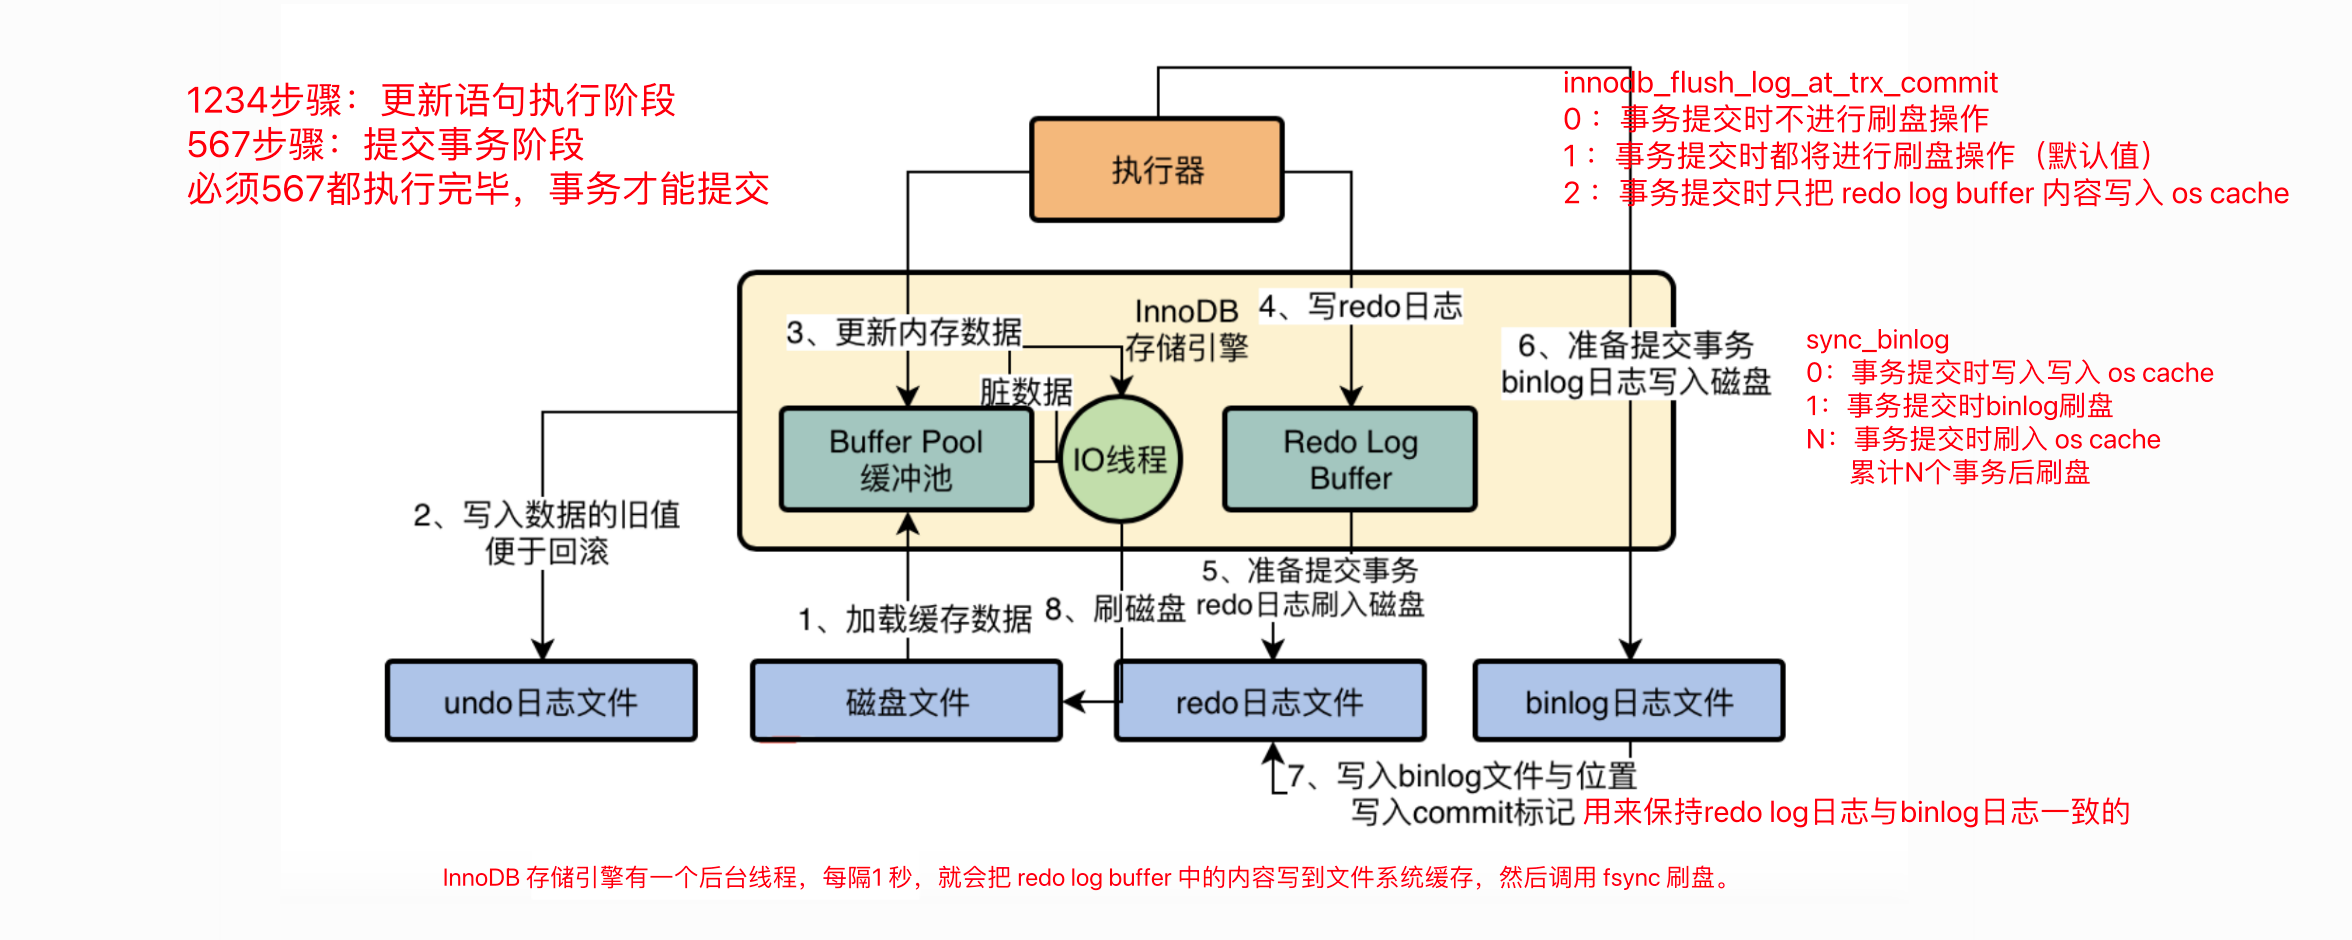 1234步骤：更新语句执行阶段
567步骤：提交事务阶段
必须567都执行完毕，事务才能提交
innodb_flush_log_at_trx_commit
0： 事务提交时不进行刷盘操作
1： 事务提交时都将进行刷盘操作（默认值）
2： 事务提交时只把 redo log buffer 内容写入 os cache
执行器
InnoDB
存储引擎
3、更新内存数据
4、写redo日志
脏数据
6、准备提交事务
binlog日志写入磁盘
sync_binlog
0：事务提交时写入写入 os cache
1：事务提交时binlog刷盘
N：事务提交时刷入 os cache
累计N个事务后刷盘
Buffer Pool
缓冲池
IO线程
Redo Log
Buffer
2、写入数据的旧值
便于回滚
1、加载缓存数据
8、刷磁盘
5、准备提交事务
redo日志刷入磁盘
undo日志文件
磁盘文件
redo日志文件
binlog日志文件
7、写入binlog文件与位置
写入commit标记 用来保持redo log日志与binlog日志一致的
InnoDB 存储引擎有一个后台线程，每隔1 秒，就会把 redo log buffer 中的内容写到文件系统缓存，然后调用 fsync 刷盘。